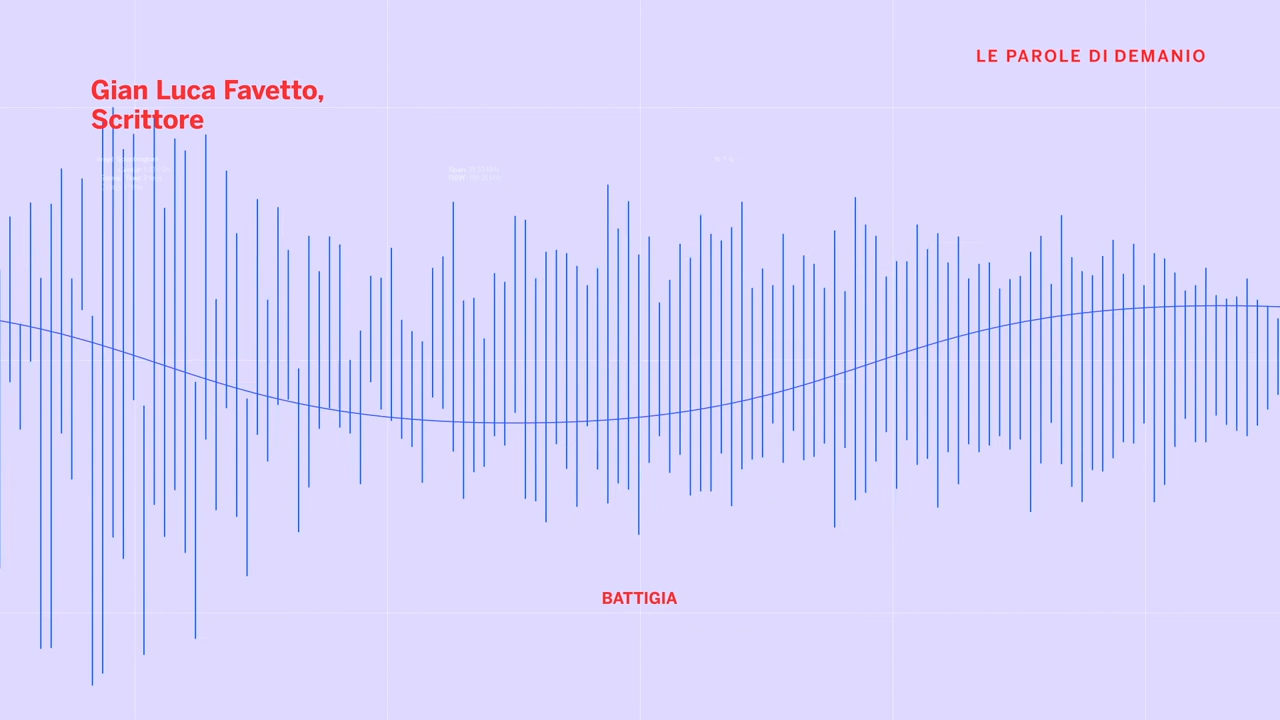 LE PAROLE DI DEMANIO
Gian Luca Favetto,
Scrittore
BATTIGIA